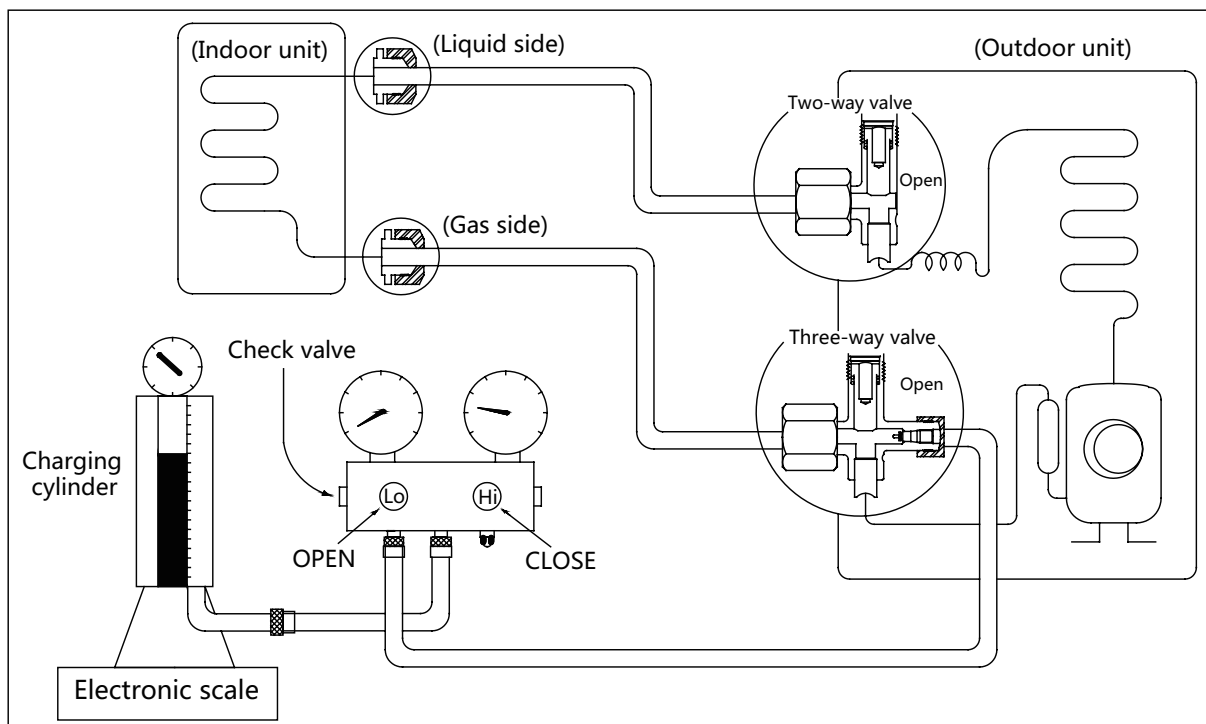 (Indoor unit)
(Liquid side)
(Outdoor unit)
Two-way valve
Open
(Gas side)
Three-way valve
Open
Check valve
Charging
cylinder
Lo
Hi
OPEN
CLOSE
Electronic scale